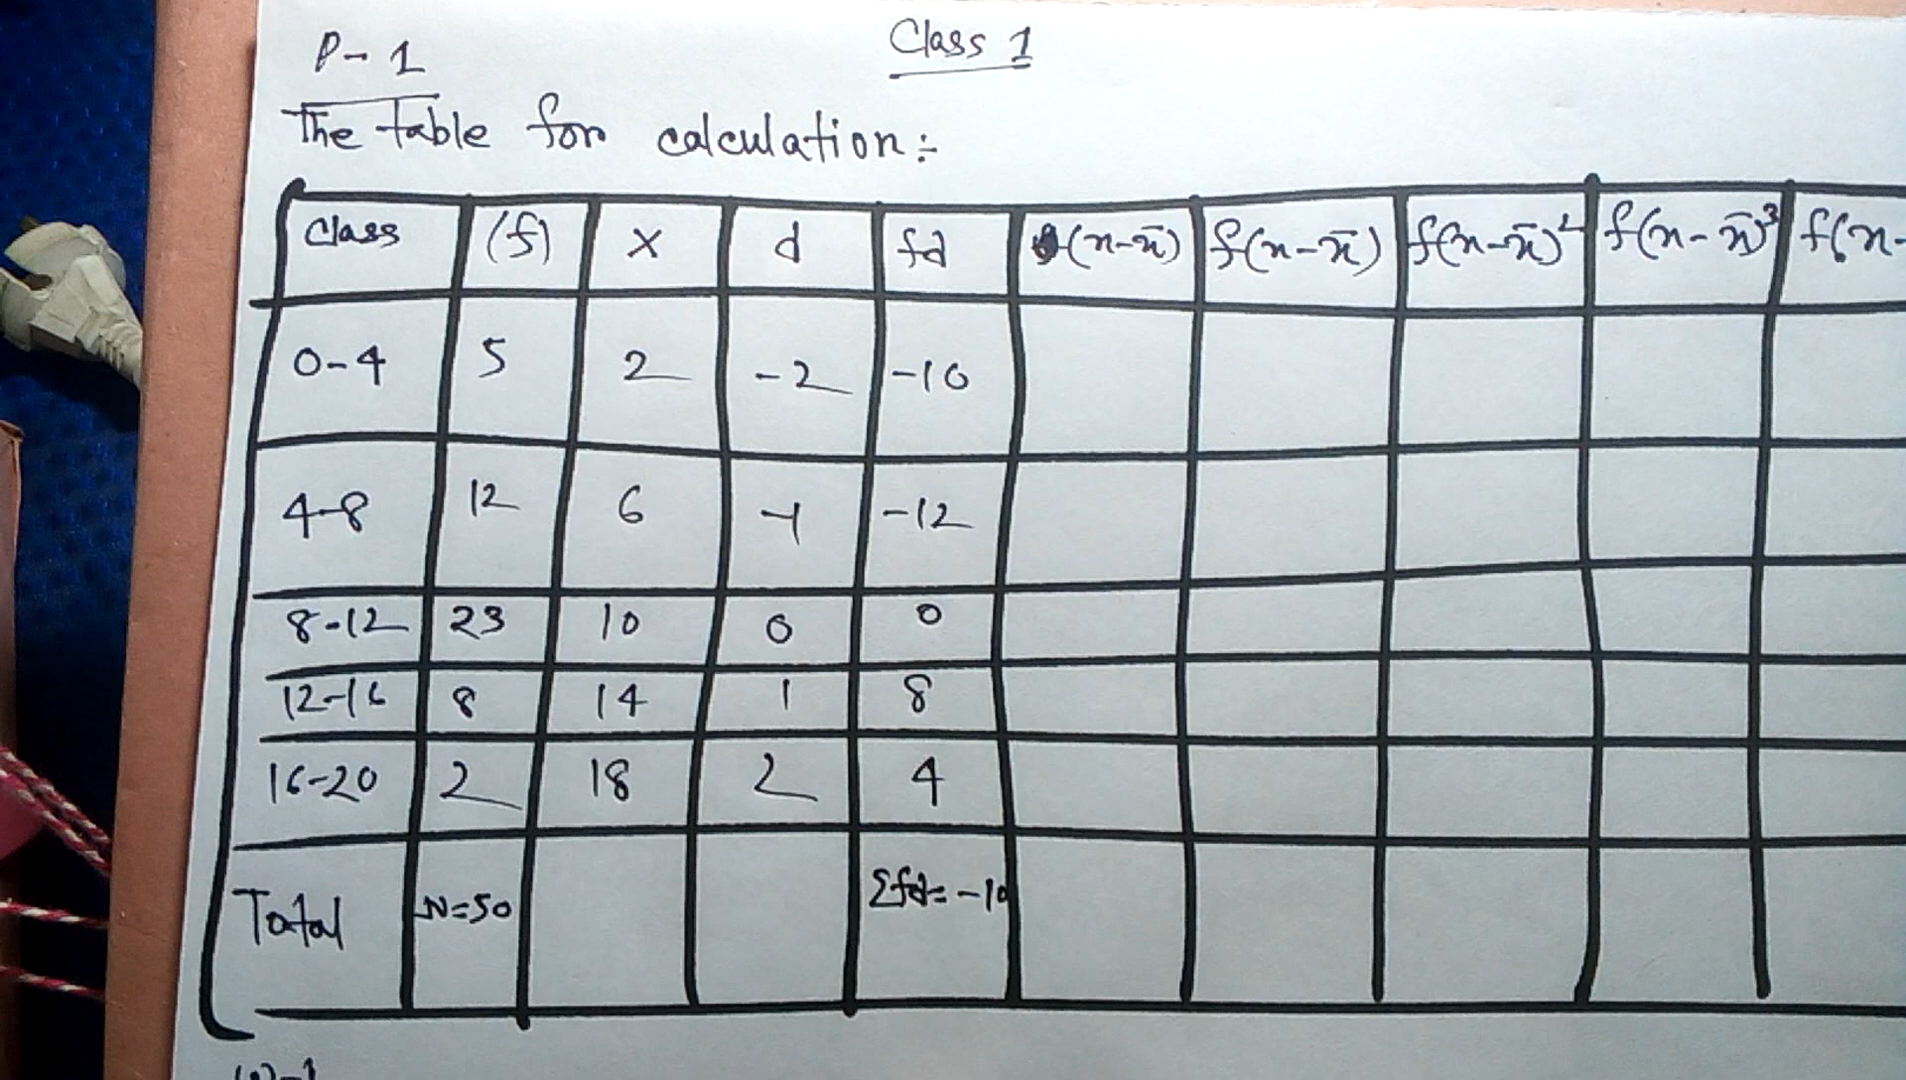 P-1
Class 1
The table for calculation:-
Class (f) x d fd (x-x̄) f(x-x̄) f(x-x̄)² f(x-x̄)³ f(x-
0-4 5 2 -2 -10
4-8 12 6 -1 -12
8-12 23 10 0 0
12-16 8 14 1 8
16-20 2 18 2 4
Total N=50 Σfd=-10